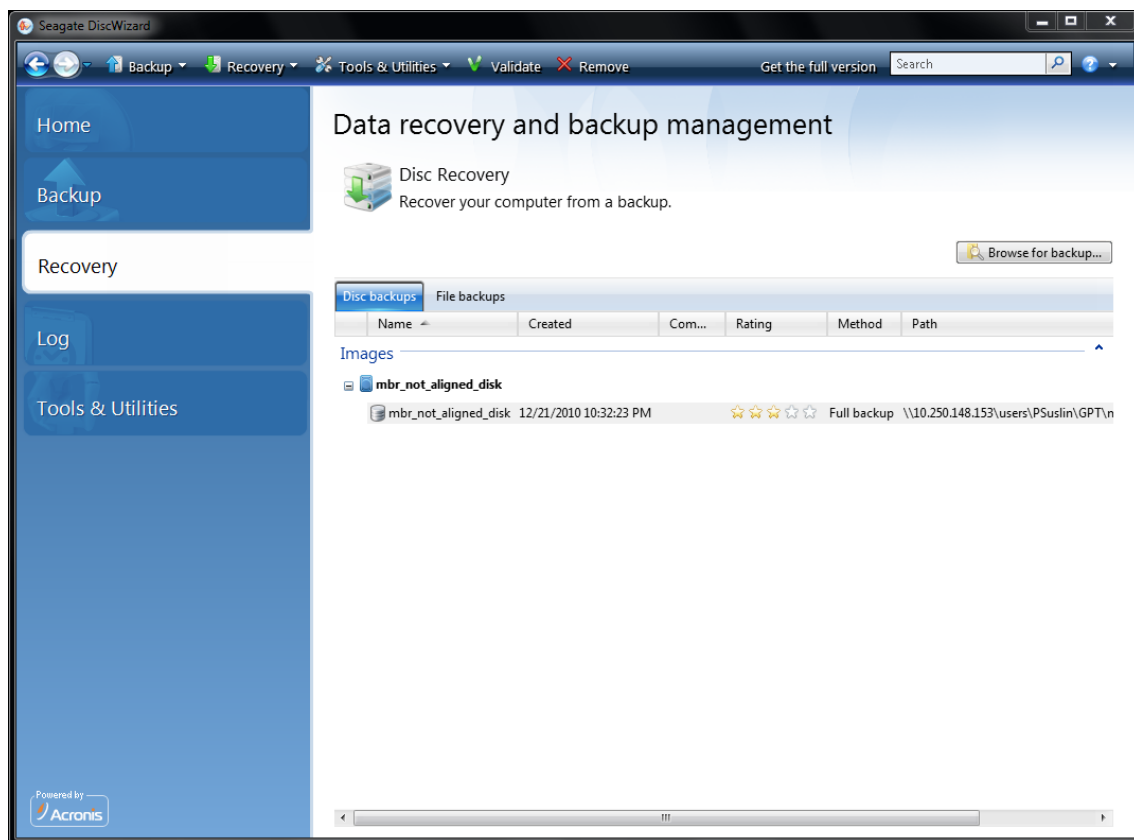 Seagate DiscWizard
Backup Recovery Tools & Utilities Validate Remove Get the full version Search
Home
Backup
Recovery
Log
Tools & Utilities
Powered by
Acronis
Data recovery and backup management
Disc Recovery
Recover your computer from a backup.
Browse for backup...
Disc backups File backups
Name Created Com... Rating Method Path
Images
mbr_not_aligned_disk
mbr_not_aligned_disk 12/21/2010 10:32:23 PM Full backup \\10.250.148.153\users\PSuslin\GPT\n